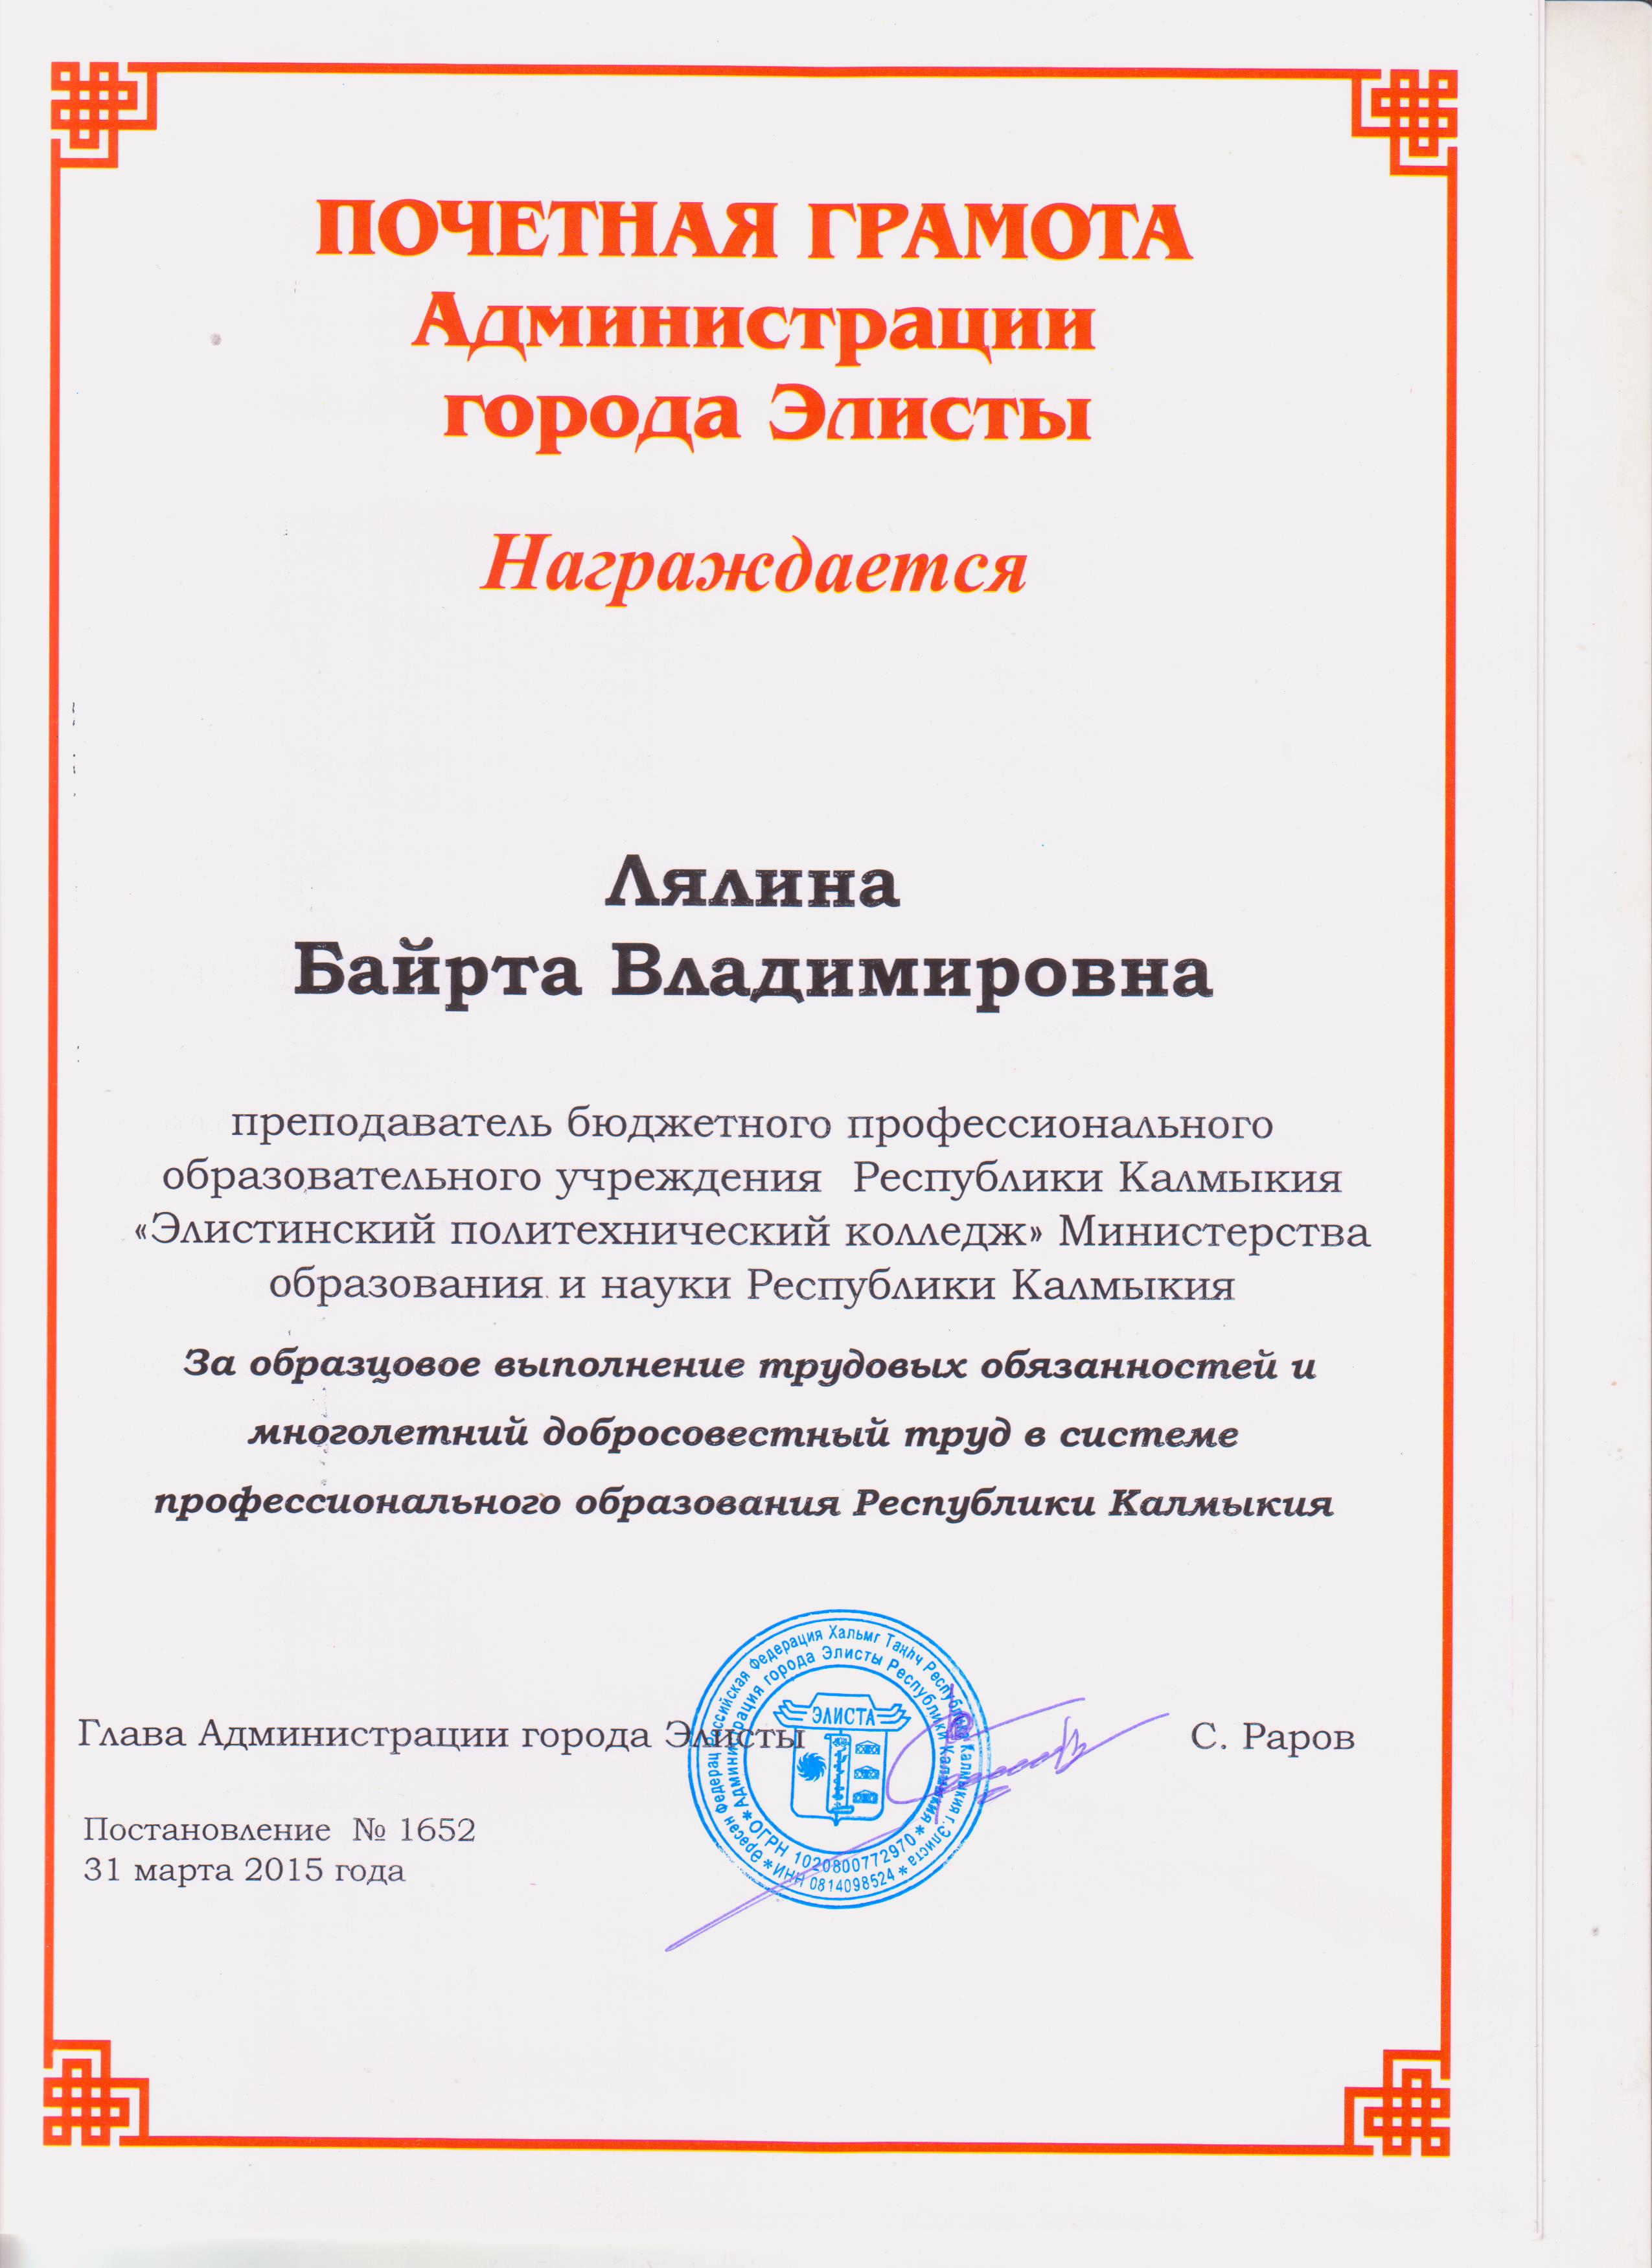 ПОЧЕТНАЯ ГРАМОТА
Администрации
города Элисты
Награждается
Лялина
Байрта Владимировна
преподаватель бюджетного профессионального
образовательного учреждения Республики Калмыкия
«Элистинский политехнический колледж» Министерства
образования и науки Республики Калмыкия
За образцовое выполнение трудовых обязанностей и
многолетний добросовестный труд в системе
профессионального образования Республики Калмыкия
Глава Администрации города Элисты
С. Раров
Постановление № 1652
31 марта 2015 года
Әрәсән Федерац Российская Федерация Хальмг Таңһч Республика Калмыкия г.Элиста * ИНН 0814098524 *
Администрация города Элисты Республики Калмыкия * ОГРН 1020800772970 *
ЭЛИСТА